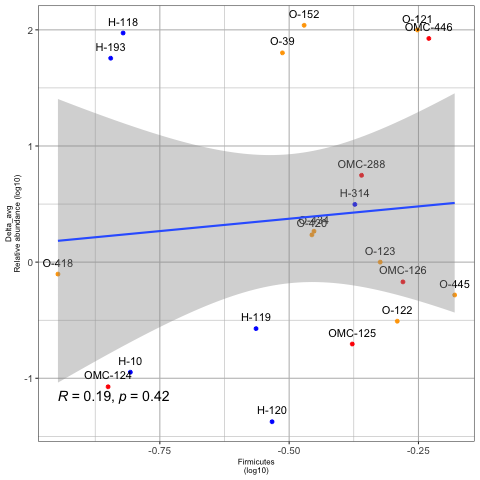 O-152
O-121
H-118
OMC-446
O-39
H-193
2
1
OMC-288
H-314
O-420
O-123
O-418
0
OMC-126
O-445
H-119
O-122
OMC-125
H-10
OMC-124
-1
R = 0.19, p = 0.42
H-120
-0.75
-0.50
-0.25
Firmicutes
(log10)
Delta_avg
Relative abundance (log10)